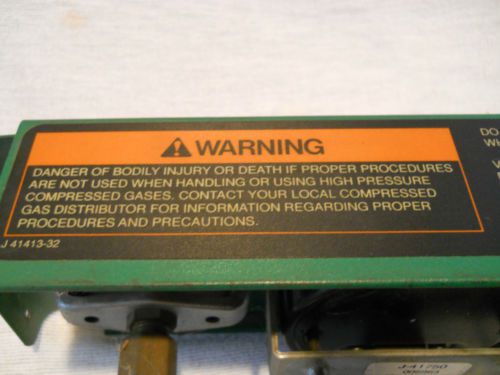 WARNING
DANGER OF BODILY INJURY OR DEATH IF PROPER PROCEDURES
ARE NOT USED WHEN HANDLING OR USING HIGH PRESSURE
COMPRESSED GASES. CONTACT YOUR LOCAL COMPRESSED
GAS DISTRIBUTOR FOR INFORMATION REGARDING PROPER
PROCEDURES AND PRECAUTIONS.
J 41413-32
DO
J-41750